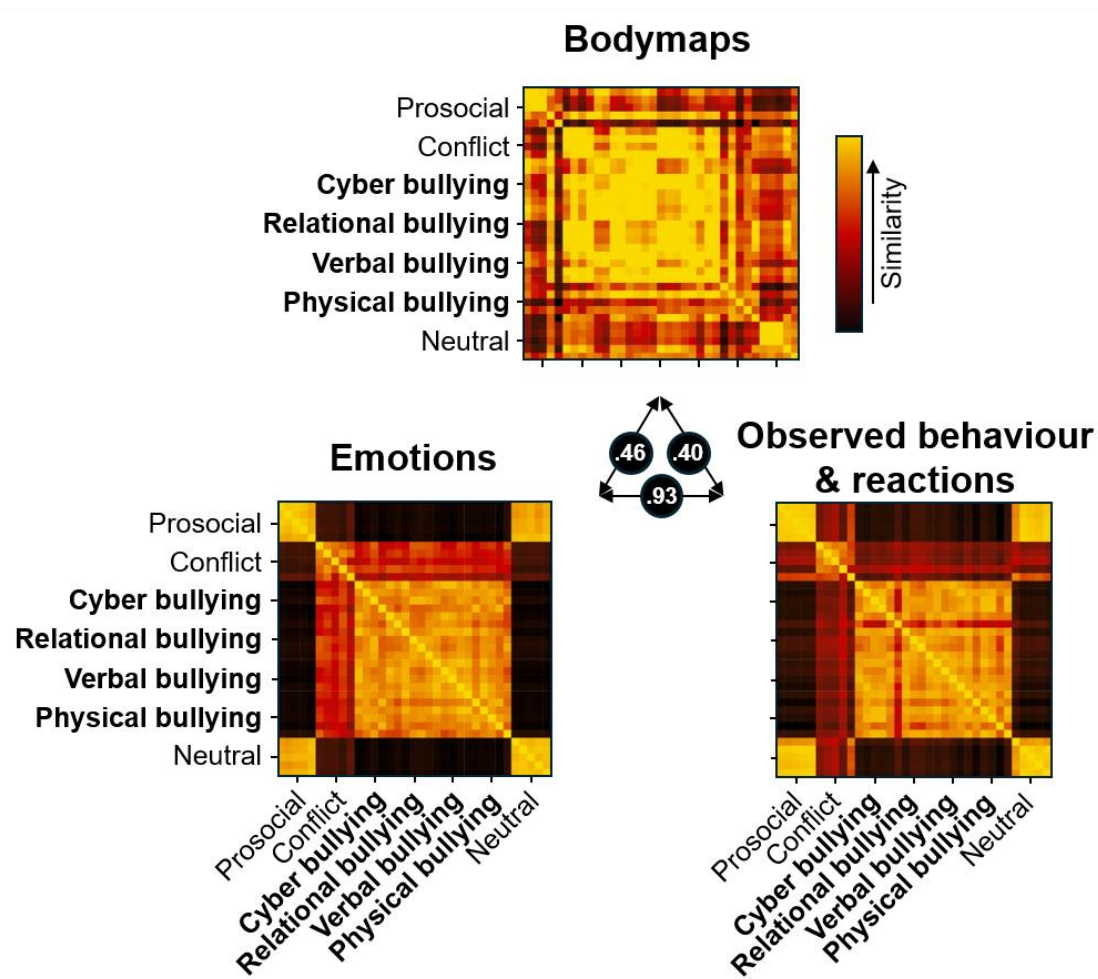 Bodymaps
Prosocial
Conflict
Cyber bullying
Relational bullying
Verbal bullying
Physical bullying
Neutral
Similarity
.46
.40
.93
Emotions
Prosocial
Conflict
Cyber bullying
Relational bullying
Verbal bullying
Physical bullying
Neutral
Prosocial
Conflict
Cyber bullying
Relational bullying
Verbal bullying
Physical bullying
Neutral
Observed behaviour
& reactions
Prosocial
Conflict
Cyber bullying
Relational bullying
Verbal bullying
Physical bullying
Neutral